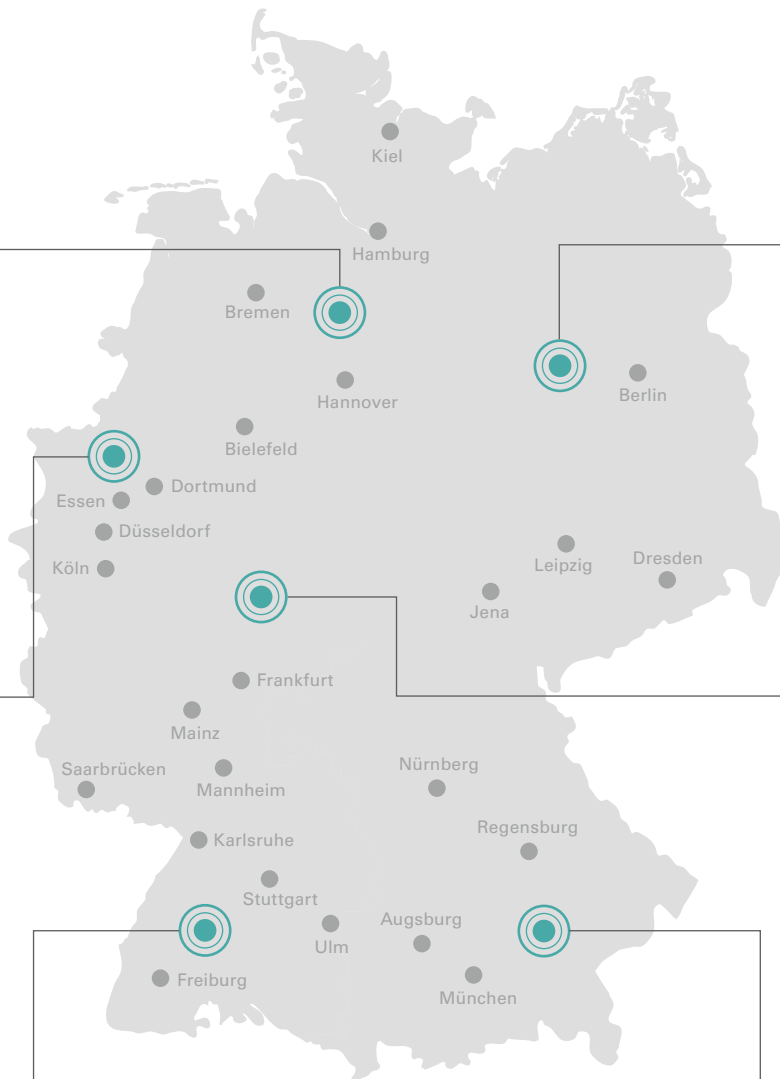 Kiel
Hamburg
Bremen
Hannover
Berlin
Bielefeld
Dortmund
Essen
Düsseldorf
Köln
Leipzig
Dresden
Jena
Frankfurt
Mainz
Saarbrücken
Mannheim
Nürnberg
Regensburg
Karlsruhe
Stuttgart
Augsburg
Ulm
Freiburg
München